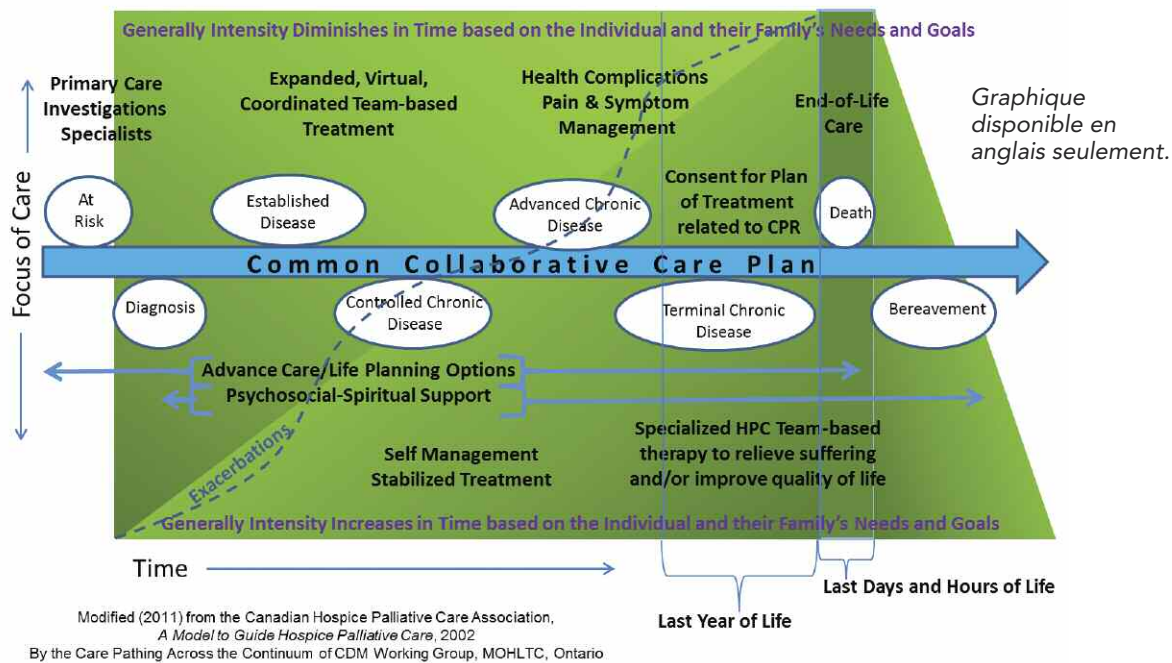 Generally Intensity Diminishes in Time based on the Individual and their Family's Needs and Goals
Primary Care
Investigations
Specialists
Expanded, Virtual,
Coordinated Team-based
Treatment
Health Complications
Pain & Symptom
Management
End-of-Life
Care
Graphique
disponible en
anglais seulement.
Focus of Care
At
Risk
Established
Disease
Advanced Chronic
Disease
Consent for Plan
of Treatment
related to CPR
Death
Common Collaborative Care Plan
Diagnosis
Controlled Chronic
Disease
Terminal Chronic
Disease
Bereavement
Advance Care/Life Planning Options
Psychosocial-Spiritual Support
Exacerbations
Self Management
Stabilized Treatment
Specialized HPC Team-based
therapy to relieve suffering
and/or improve quality of life
Generally Intensity Increases in Time based on the Individual and their Family's Needs and Goals
Time
Last Days and Hours of Life
Last Year of Life
Modified (2011) from the Canadian Hospice Palliative Care Association,
A Model to Guide Hospice Palliative Care, 2002
By the Care Pathing Across the Continuum of CDM Working Group, MOHLTC, Ontario